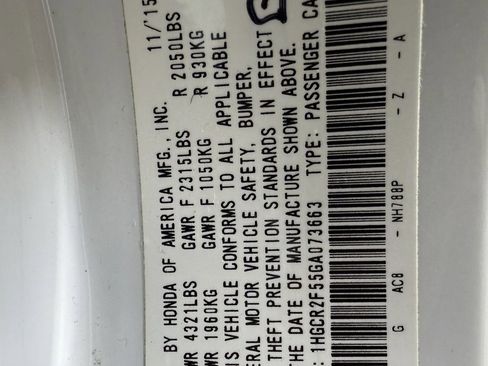 BY HONDA OF AMERICA MFG., INC. 11/'15
WR 4321LBS GAWR F 2315LBS R 2050LBS
WR 1960KG GAWR F 1050KG R 930KG
IS VEHICLE CONFORMS TO ALL APPLICABLE
ERAL MOTOR VEHICLE SAFETY, BUMPER,
THEFT PREVENTION STANDARDS IN EFFECT
DATE OF MANUFACTURE SHOWN ABOVE.
: 1HGCR2F55GA073663 TYPE: PASSENGER CA
G AC8 - NH788P - Z - A